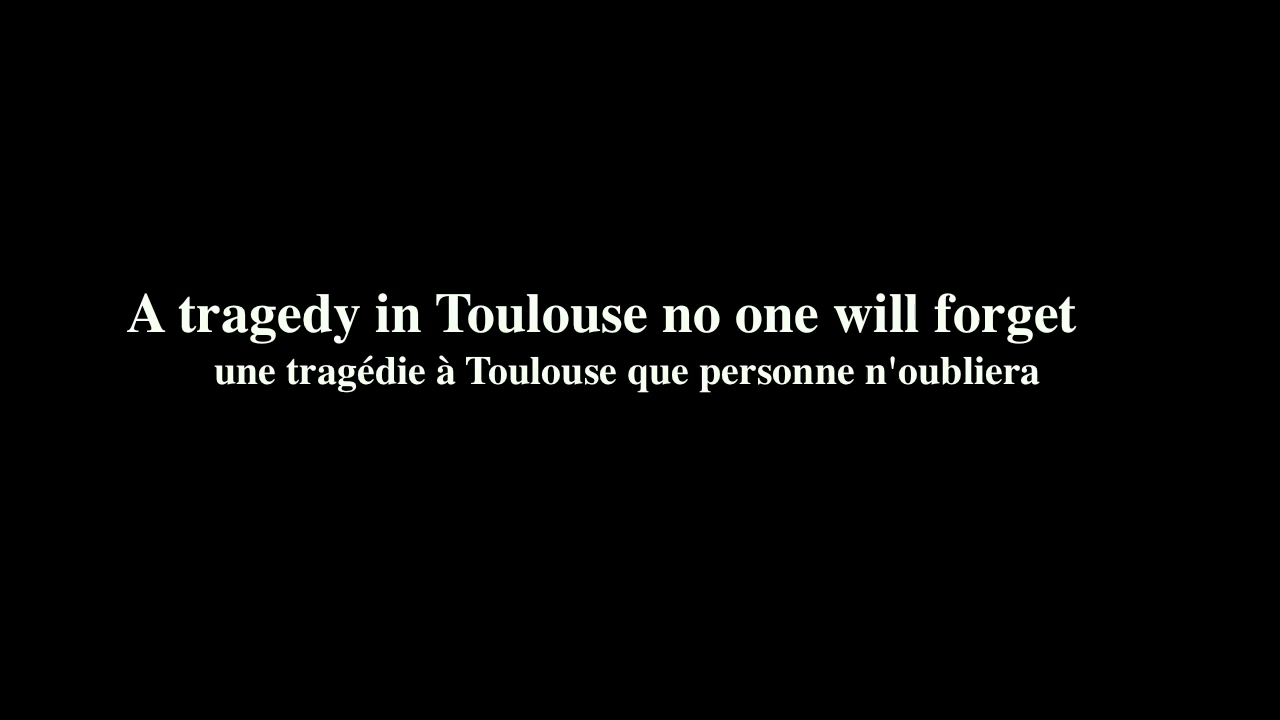 A tragedy in Toulouse no one will forget
une tragédie à Toulouse que personne n'oubliera